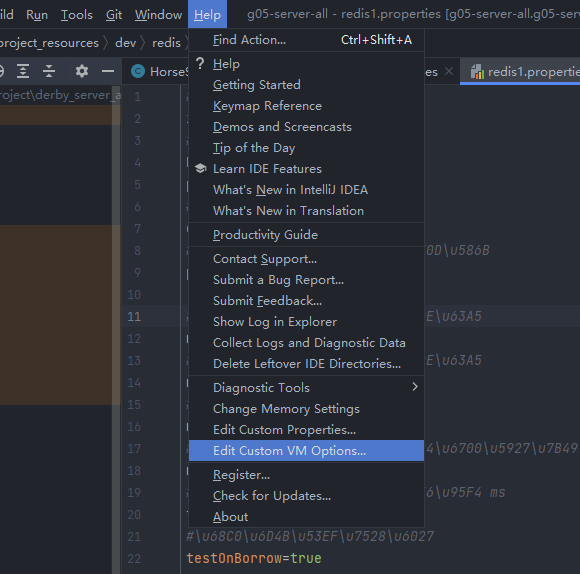 ild Run Tools Git Window Help g05-server-all - redis1.properties [g05-server-all.g05-serve
project_resources dev redis
HorseS es redis1.propertie
roject\derby_server_a
Find Action... Ctrl+Shift+A
Help
Getting Started
Keymap Reference
Demos and Screencasts
Tip of the Day
Learn IDE Features
What's New in IntelliJ IDEA
What's New in Translation
Productivity Guide
Contact Support...
Submit a Bug Report...
Submit Feedback...
Show Log in Explorer
Collect Logs and Diagnostic Data
Delete Leftover IDE Directories...
Diagnostic Tools
Change Memory Settings
Edit Custom Properties...
Edit Custom VM Options...
Register...
Check for Updates...
About
1
2
3
4
5
6
7
8 0D\u586B
9
10
11 E\u63A5
12
13 E\u63A5
14
15
16
17 4\u6700\u5927\u7B49
18
19 6\u95F4 ms
20
21 #\u68C0\u6D4B\u53EF\u7528\u6027
22 testOnBorrow=true